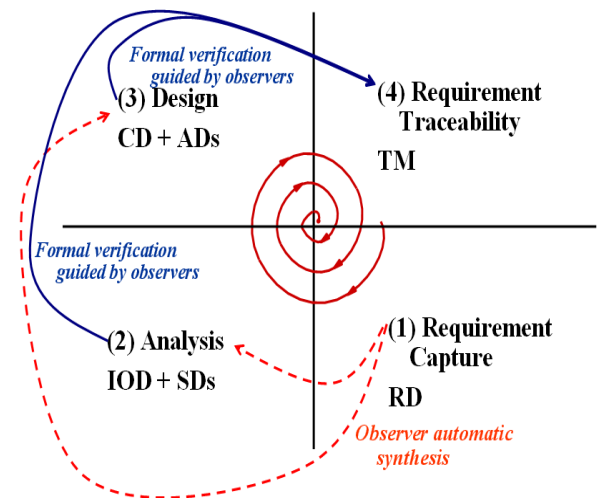 Formal verification
guided by observers
(3) Design
CD + ADs
(4) Requirement
Traceability
TM
Formal verification
guided by observers
(2) Analysis
IOD + SDs
(1) Requirement
Capture
RD
Observer automatic
synthesis